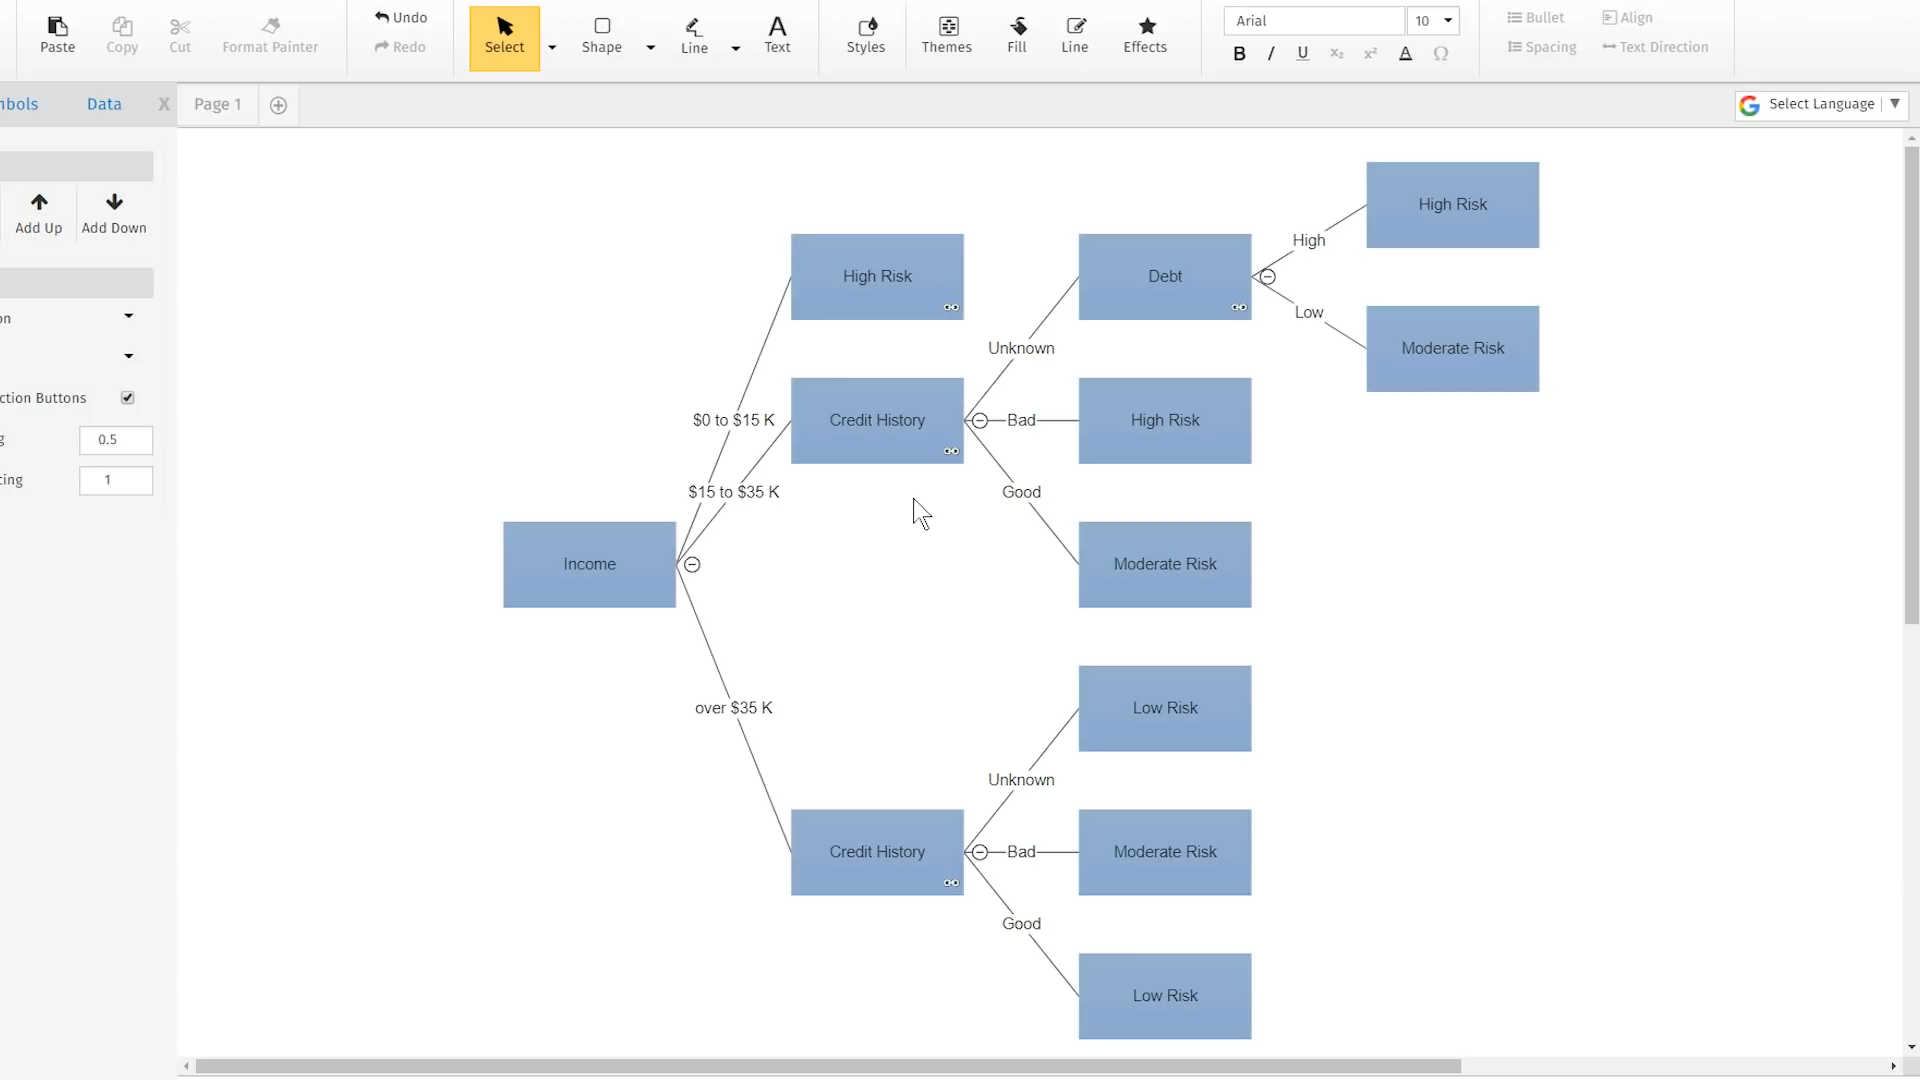 Paste
Copy
Cut
Format Painter
Undo
Redo
Select
Shape
Line
Text
Styles
Themes
Fill
Line
Effects
Arial
10
B I U x₂ x² A Ω
Bullet
Align
Spacing
Text Direction
mbols
Data
X
Page 1
Select Language
Add Up
Add Down
on
ction Buttons
g
0.5
cing
1
High Risk
High
High Risk
Debt
Low
Moderate Risk
Unknown
$0 to $15 K
Credit History
Bad
High Risk
$15 to $35 K
Good
Income
Moderate Risk
over $35 K
Low Risk
Unknown
Credit History
Bad
Moderate Risk
Good
Low Risk